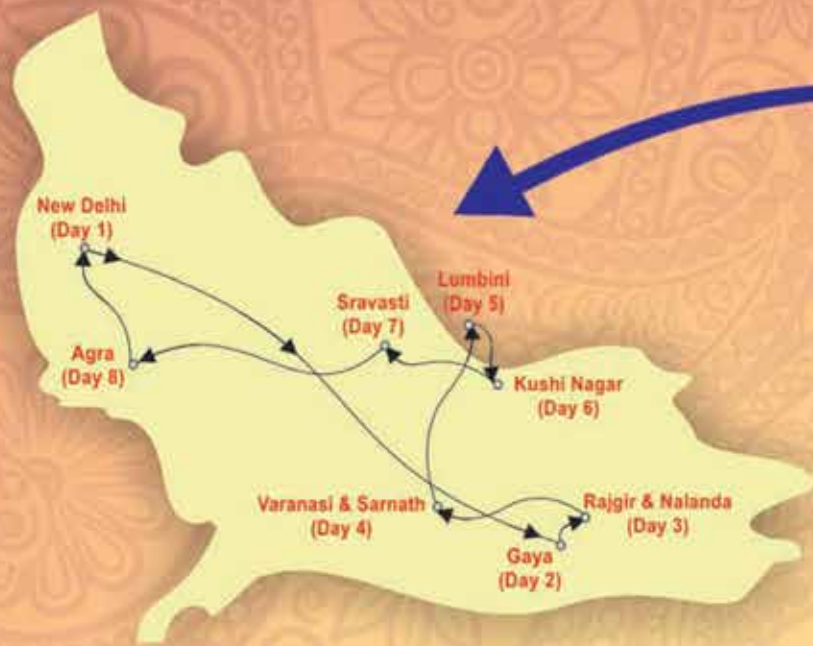 New Delhi
(Day 1)
Lumbini
(Day 5)
Sravasti
(Day 7)
Agra
(Day 8)
Kushi Nagar
(Day 6)
Varanasi & Sarnath
(Day 4)
Rajgir & Nalanda
(Day 3)
Gaya
(Day 2)